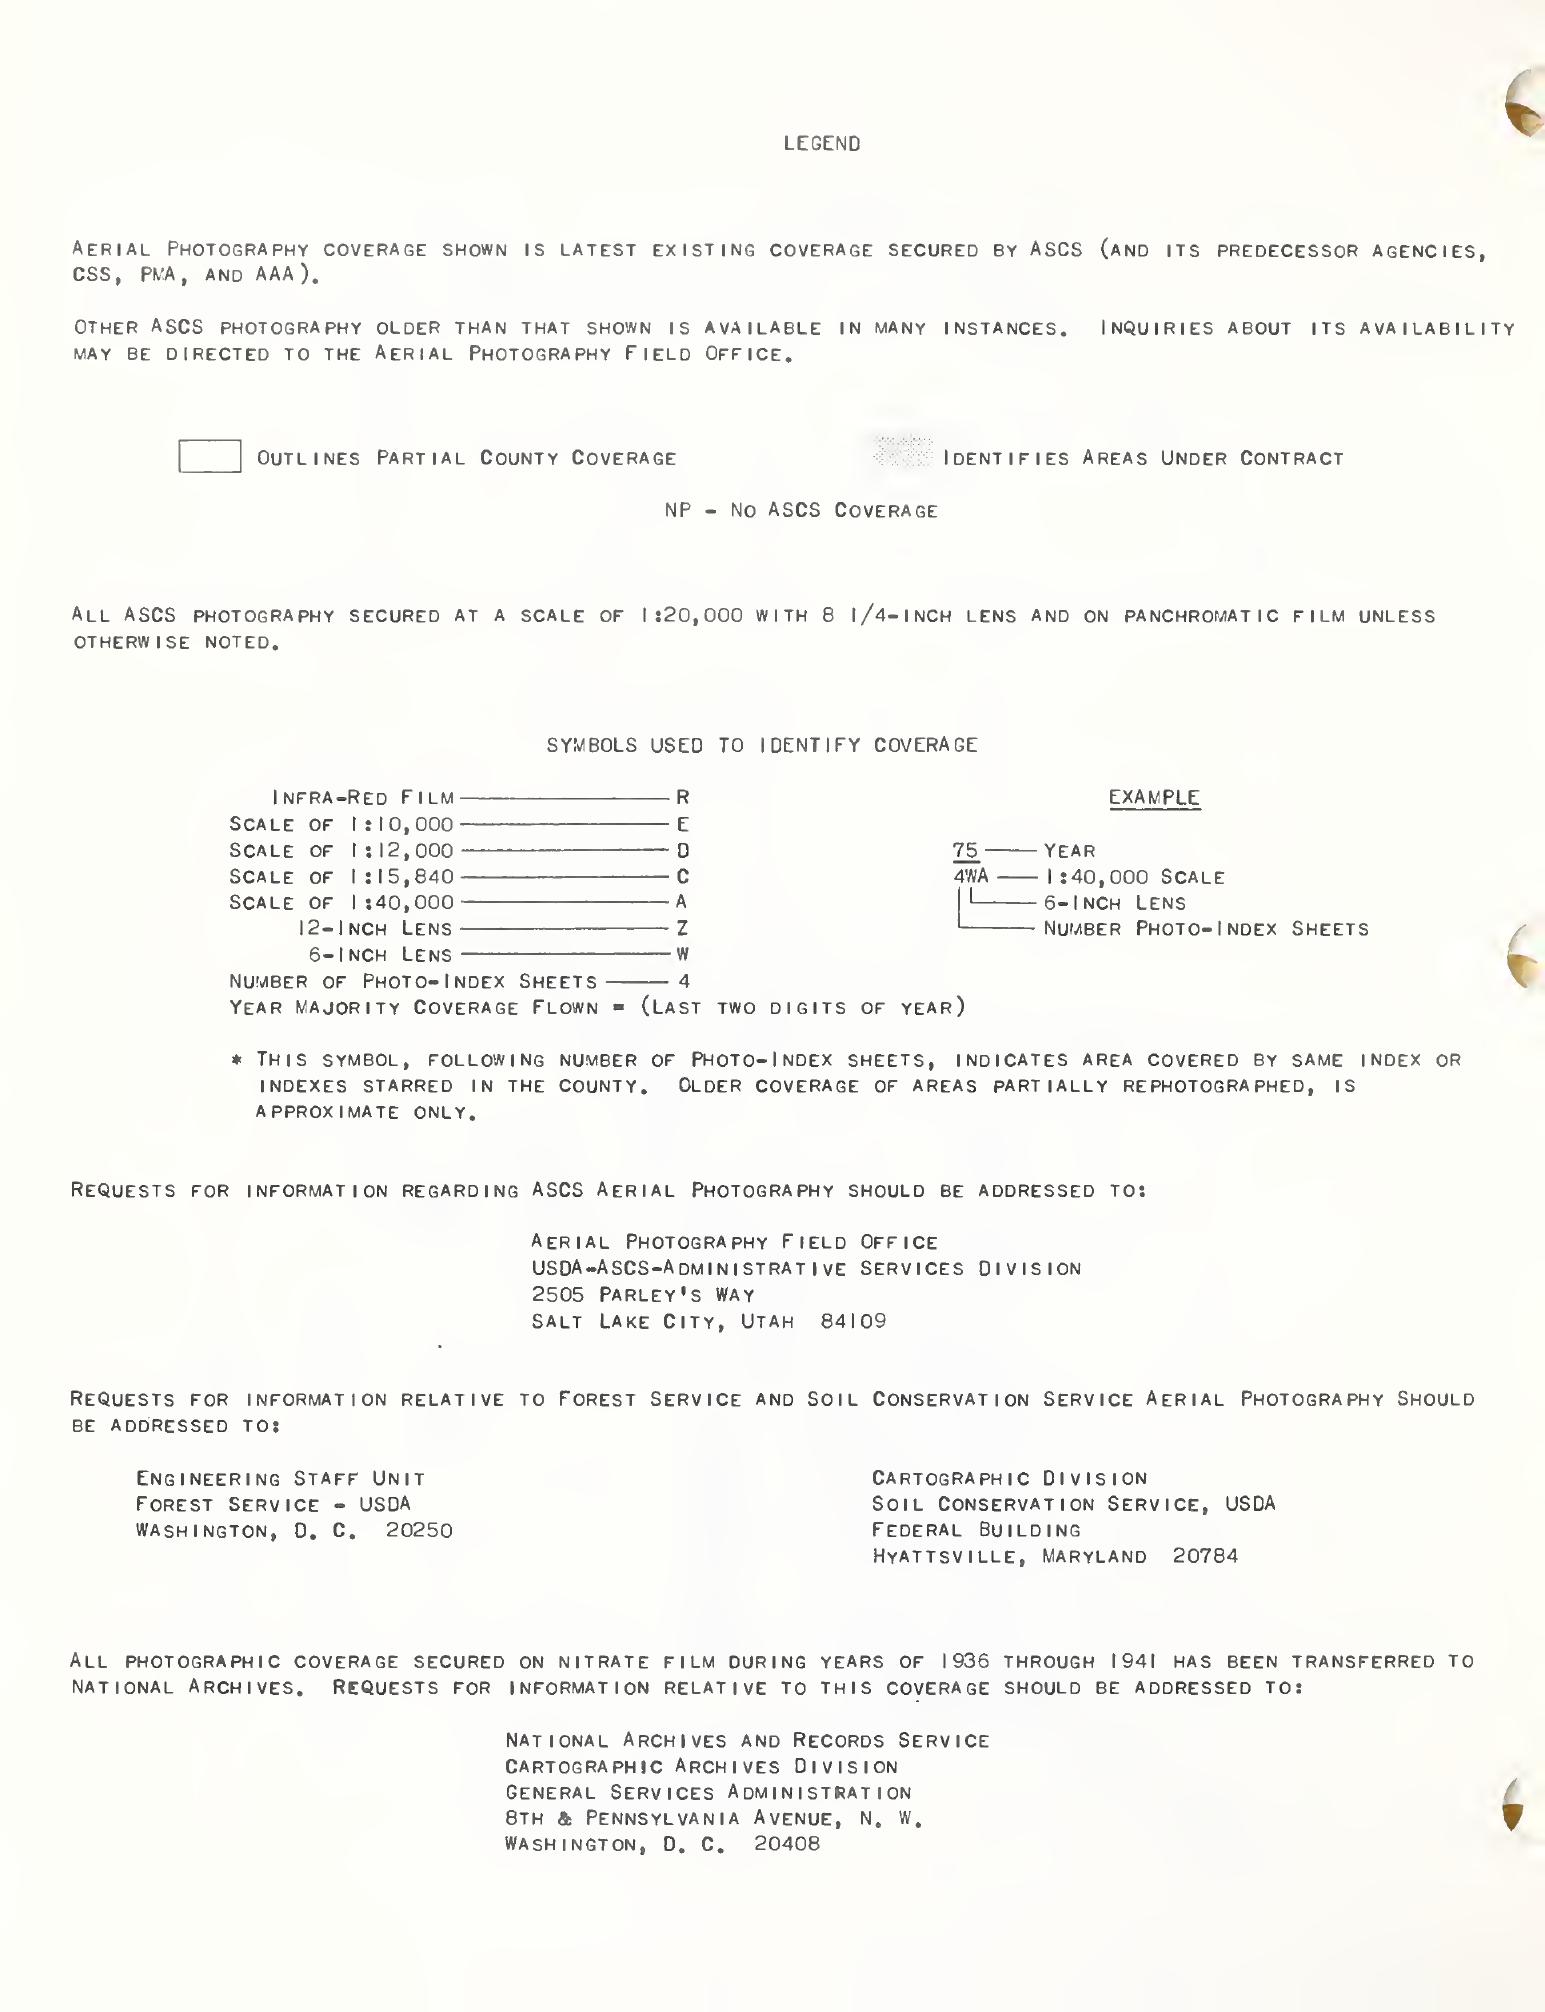 LEGEND
AERIAL PHOTOGRAPHY COVERAGE SHOWN IS LATEST EXISTING COVERAGE SECURED BY ASCS (AND ITS PREDECESSOR AGENCIES,
CSS, PMA, AND AAA).
OTHER ASCS PHOTOGRAPHY OLDER THAN THAT SHOWN IS AVAILABLE IN MANY INSTANCES. INQUIRIES ABOUT ITS AVAILABILITY
MAY BE DIRECTED TO THE AERIAL PHOTOGRAPHY FIELD OFFICE.
OUTLINES PARTIAL COUNTY COVERAGE
IDENTIFIES AREAS UNDER CONTRACT
NP - NO ASCS COVERAGE
ALL ASCS PHOTOGRAPHY SECURED AT A SCALE OF 1:20,000 WITH 8 1/4-INCH LENS AND ON PANCHROMATIC FILM UNLESS
OTHERWISE NOTED.
SYMBOLS USED TO IDENTIFY COVERAGE
INFRA-RED FILM R
SCALE OF 1:10,000 E
SCALE OF 1:12,000 D
SCALE OF 1:15,840 C
SCALE OF 1:40,000 A
12-INCH LENS Z
6-INCH LENS W
NUMBER OF PHOTO-INDEX SHEETS 4
YEAR MAJORITY COVERAGE FLOWN = (LAST TWO DIGITS OF YEAR)
EXAMPLE
75 YEAR
4WA 1:40,000 SCALE
6-INCH LENS
NUMBER PHOTO-INDEX SHEETS
* THIS SYMBOL, FOLLOWING NUMBER OF PHOTO-INDEX SHEETS, INDICATES AREA COVERED BY SAME INDEX OR
INDEXES STARRED IN THE COUNTY. OLDER COVERAGE OF AREAS PARTIALLY REPHOTOGRAPHED, IS
APPROXIMATE ONLY.
REQUESTS FOR INFORMATION REGARDING ASCS AERIAL PHOTOGRAPHY SHOULD BE ADDRESSED TO:
AERIAL PHOTOGRAPHY FIELD OFFICE
USDA-ASCS-ADMINISTRATIVE SERVICES DIVISION
2505 PARLEY'S WAY
SALT LAKE CITY, UTAH 84109
REQUESTS FOR INFORMATION RELATIVE TO FOREST SERVICE AND SOIL CONSERVATION SERVICE AERIAL PHOTOGRAPHY SHOULD
BE ADDRESSED TO:
ENGINEERING STAFF UNIT
FOREST SERVICE - USDA
WASHINGTON, D. C. 20250
CARTOGRAPHIC DIVISION
SOIL CONSERVATION SERVICE, USDA
FEDERAL BUILDING
HYATTSVILLE, MARYLAND 20784
ALL PHOTOGRAPHIC COVERAGE SECURED ON NITRATE FILM DURING YEARS OF 1936 THROUGH 1941 HAS BEEN TRANSFERRED TO
NATIONAL ARCHIVES. REQUESTS FOR INFORMATION RELATIVE TO THIS COVERAGE SHOULD BE ADDRESSED TO:
NATIONAL ARCHIVES AND RECORDS SERVICE
CARTOGRAPHIC ARCHIVES DIVISION
GENERAL SERVICES ADMINISTRATION
8TH & PENNSYLVANIA AVENUE, N. W.
WASHINGTON, D. C. 20408